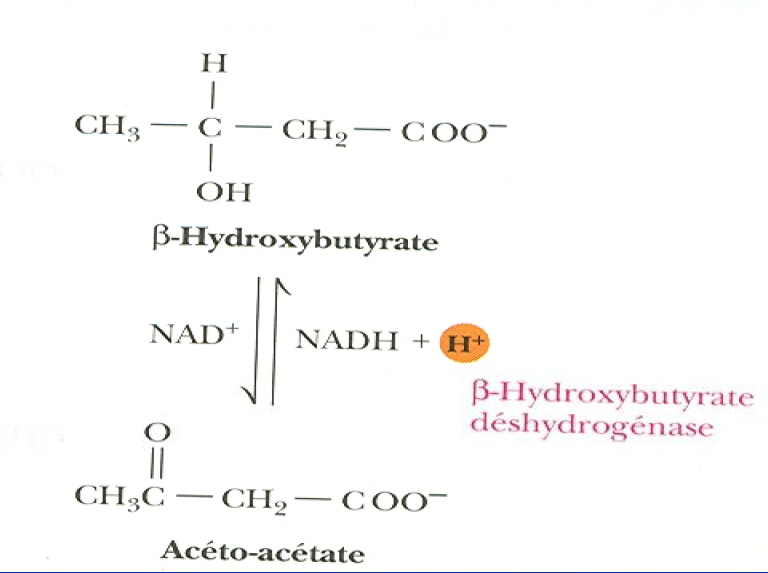 H
|
CH₃ — C — CH₂ — COO⁻
|
OH
β-Hydroxybutyrate
NAD⁺ NADH + H⁺
β-Hydroxybutyrate
déshydrogénase
O
||
CH₃C — CH₂ — COO⁻
Acéto-acétate